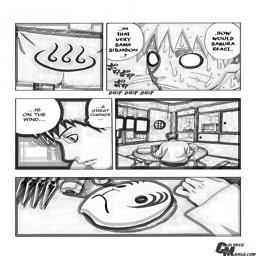 HOW WOULD
SAKURA
REACT...
...IN
THAT
VERY
SAME
SITUATION
...?
DRIP DRIP DRIP
A GREAT
CHANGE
...IS
ON THE
WIND...
COLORED
MANGA.COM